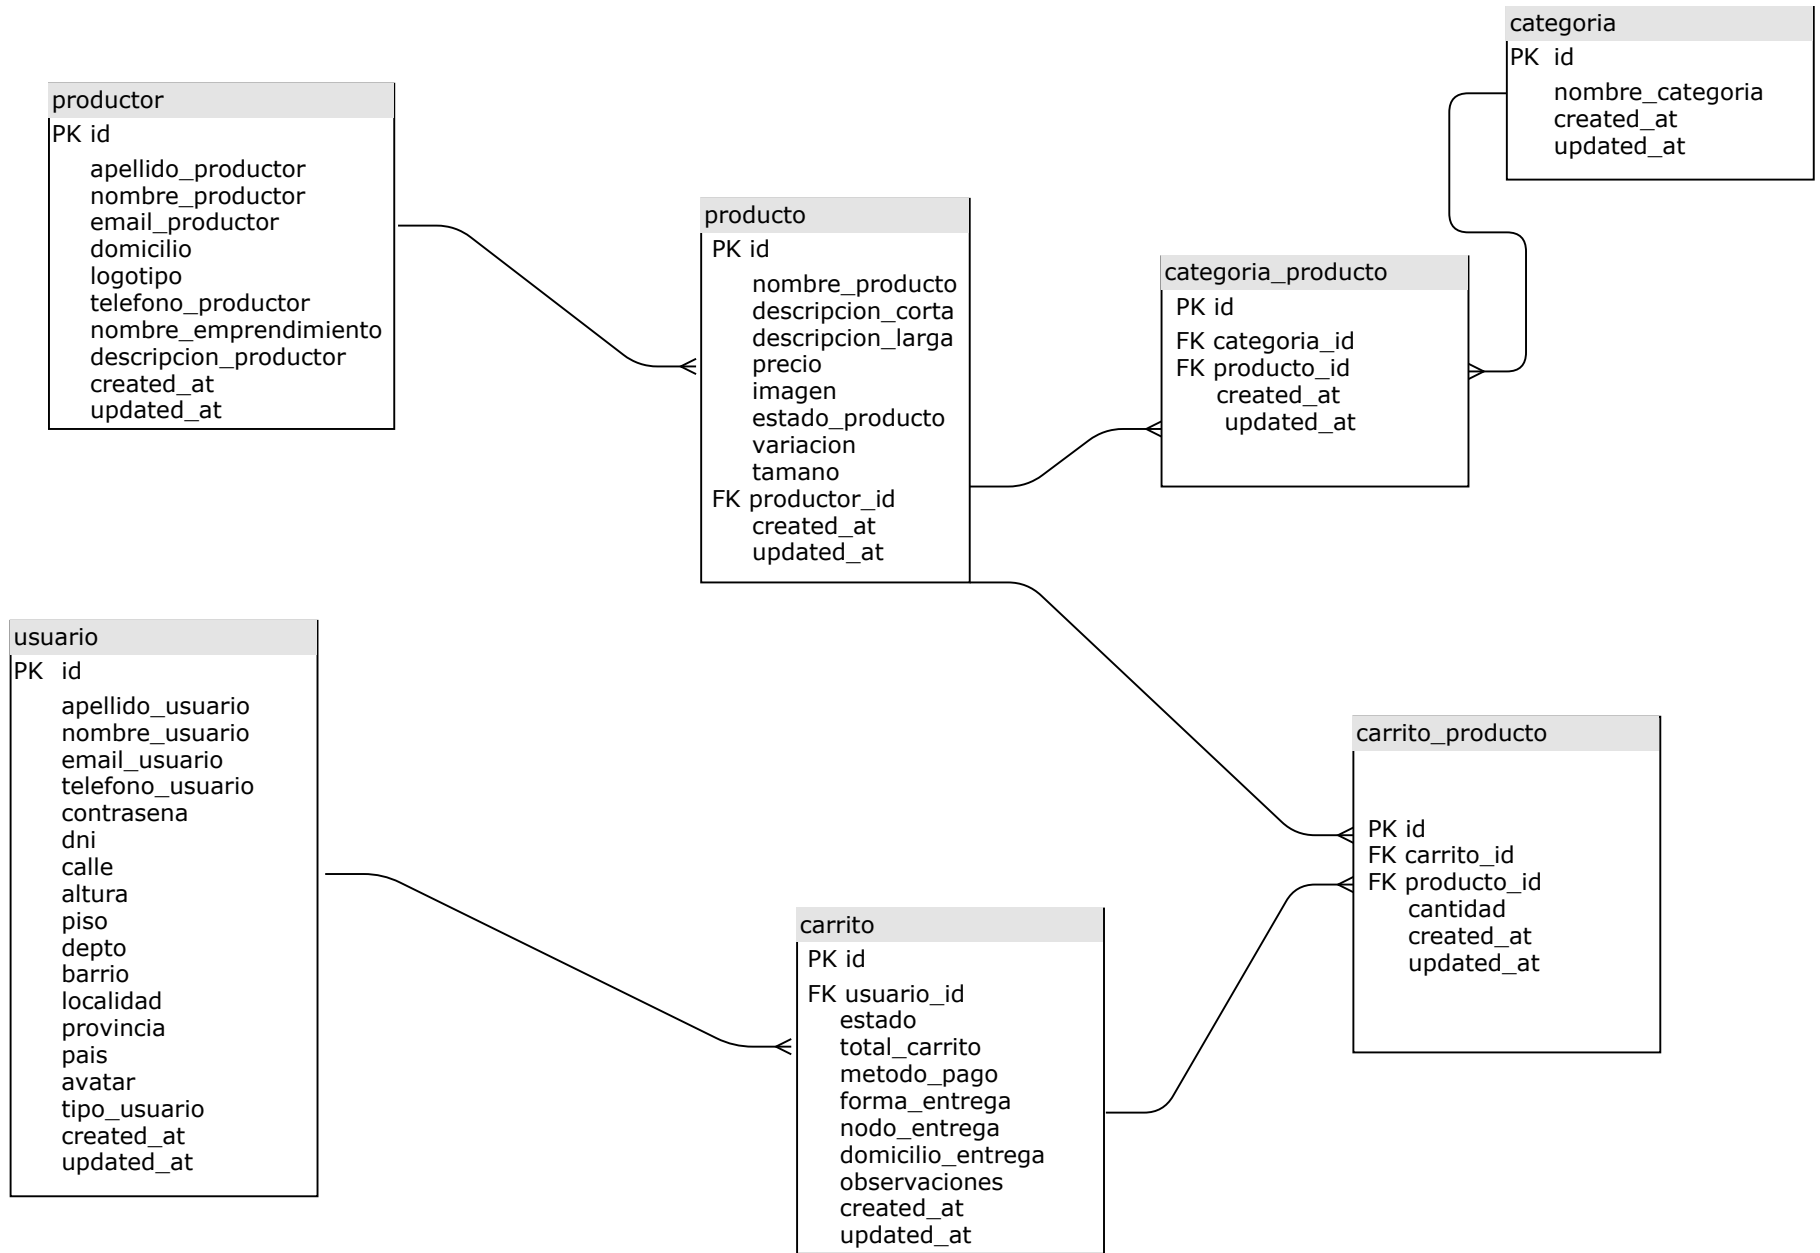 categoria
PK id
nombre_categoria
created_at
updated_at
productor
PK id
apellido_productor
nombre_productor
email_productor
domicilio
logotipo
telefono_productor
nombre_emprendimiento
descripcion_productor
created_at
updated_at
producto
PK id
nombre_producto
descripcion_corta
descripcion_larga
precio
imagen
estado_producto
variacion
tamano
FK productor_id
created_at
updated_at
categoria_producto
PK id
FK categoria_id
FK producto_id
created_at
updated_at
usuario
PK id
apellido_usuario
nombre_usuario
email_usuario
telefono_usuario
contrasena
dni
calle
altura
piso
depto
barrio
localidad
provincia
pais
avatar
tipo_usuario
created_at
updated_at
carrito
PK id
FK usuario_id
estado
total_carrito
metodo_pago
forma_entrega
nodo_entrega
domicilio_entrega
observaciones
created_at
updated_at
carrito_producto
PK id
FK carrito_id
FK producto_id
cantidad
created_at
updated_at